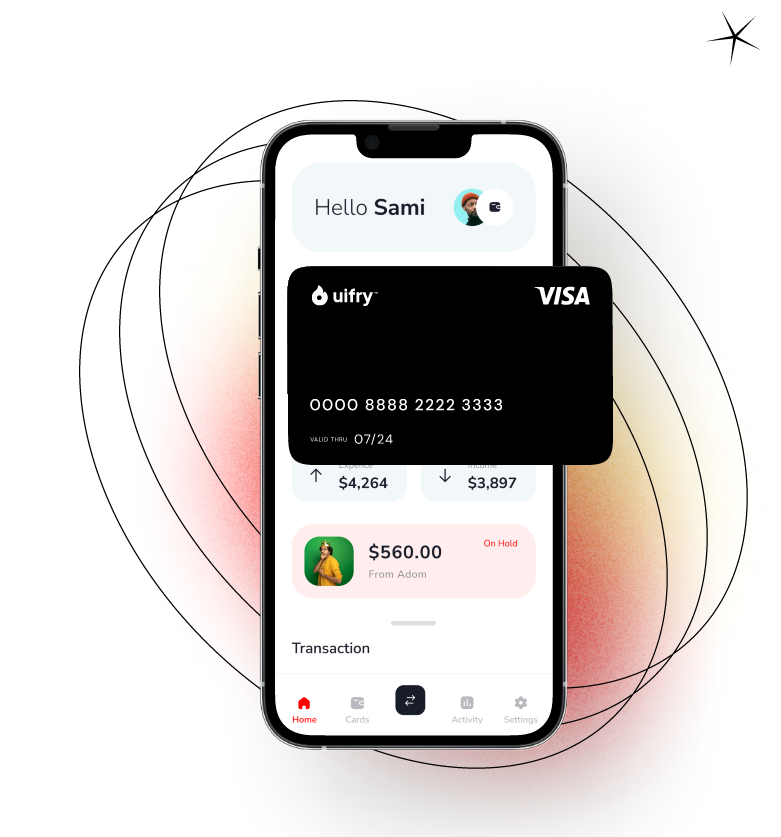 Hello Sami
uifry™
VISA
0000 8888 2222 3333
VALID THRU 07/24
Expence
Income
$4,264
$3,897
$560.00
On Hold
From Adom
Transaction
Home
Cards
Activity
Settings